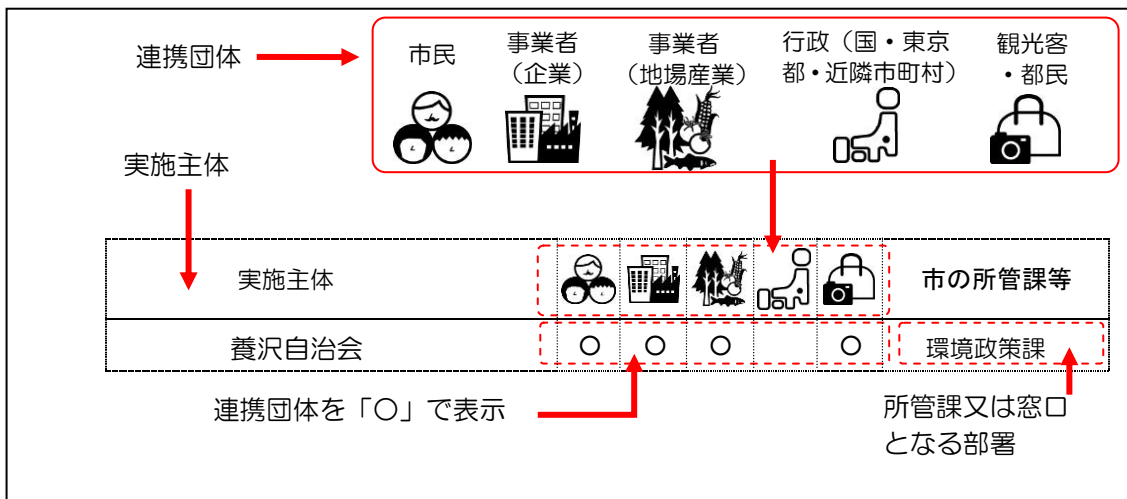 連携団体
市民
事業者
（企業）
事業者
（地場産業）
行政（国・東京
都・近隣市町村）
観光客
・都民
実施主体
実施主体
市の所管課等
養沢自治会 〇 〇 〇 〇 環境政策課
連携団体を「〇」で表示
所管課又は窓口
となる部署